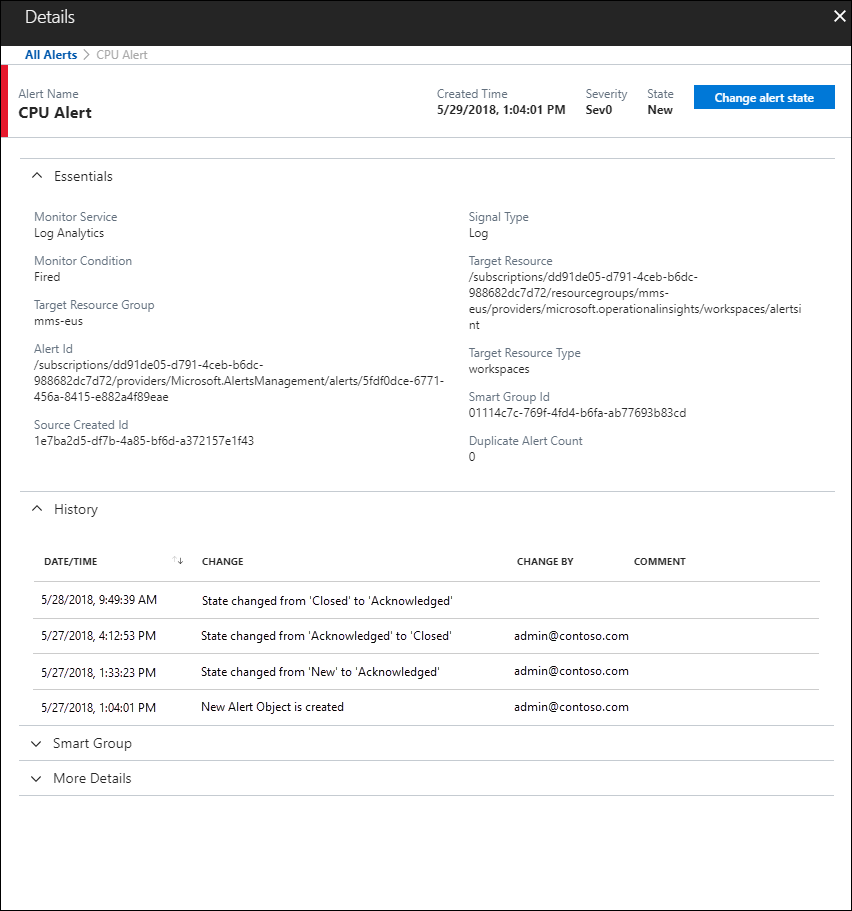 Details
All Alerts > CPU Alert
Alert Name
CPU Alert
Created Time
5/29/2018, 1:04:01 PM
Severity
Sev0
State
New
Change alert state
Essentials
Monitor Service
Log Analytics
Monitor Condition
Fired
Target Resource Group
mms-eus
Alert Id
/subscriptions/dd91de05-d791-4ceb-b6dc-
988682dc7d72/providers/Microsoft.AlertsManagement/alerts/5fdf0dce-6771-
456a-8415-e882a4f89eae
Source Created Id
1e7ba2d5-df7b-4a85-bf6d-a372157e1f43
Signal Type
Log
Target Resource
/subscriptions/dd91de05-d791-4ceb-b6dc-
988682dc7d72/resourcegroups/mms-
eus/providers/microsoft.operationalinsights/workspaces/alertsi
nt
Target Resource Type
workspaces
Smart Group Id
01114c7c-769f-4fd4-b6fa-ab77693b83cd
Duplicate Alert Count
0
History
DATE/TIME CHANGE CHANGE BY COMMENT
5/28/2018, 9:49:39 AM State changed from 'Closed' to 'Acknowledged'
5/27/2018, 4:12:53 PM State changed from 'Acknowledged' to 'Closed' admin@contoso.com
5/27/2018, 1:33:23 PM State changed from 'New' to 'Acknowledged' admin@contoso.com
5/27/2018, 1:04:01 PM New Alert Object is created admin@contoso.com
Smart Group
More Details